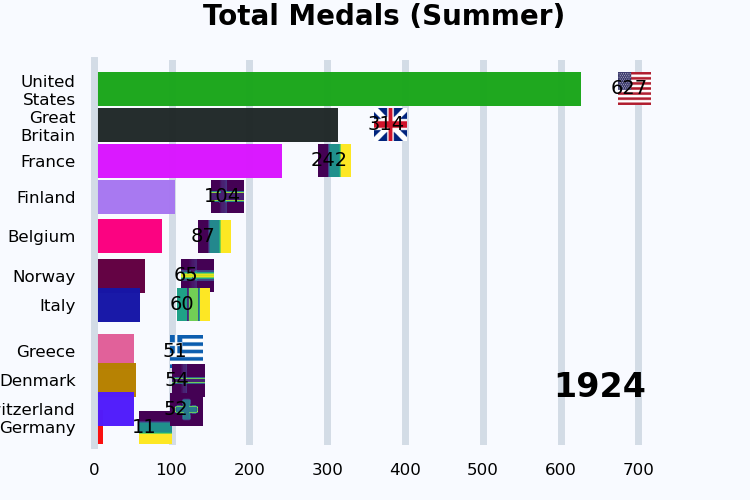 Total Medals (Summer)
United
States
627
Great
Britain
314
France
242
Finland
104
Belgium
87
Norway
65
Italy
60
Greece
51
Denmark
54
itzerland
52
Germany
11
1924
0 100 200 300 400 500 600 700